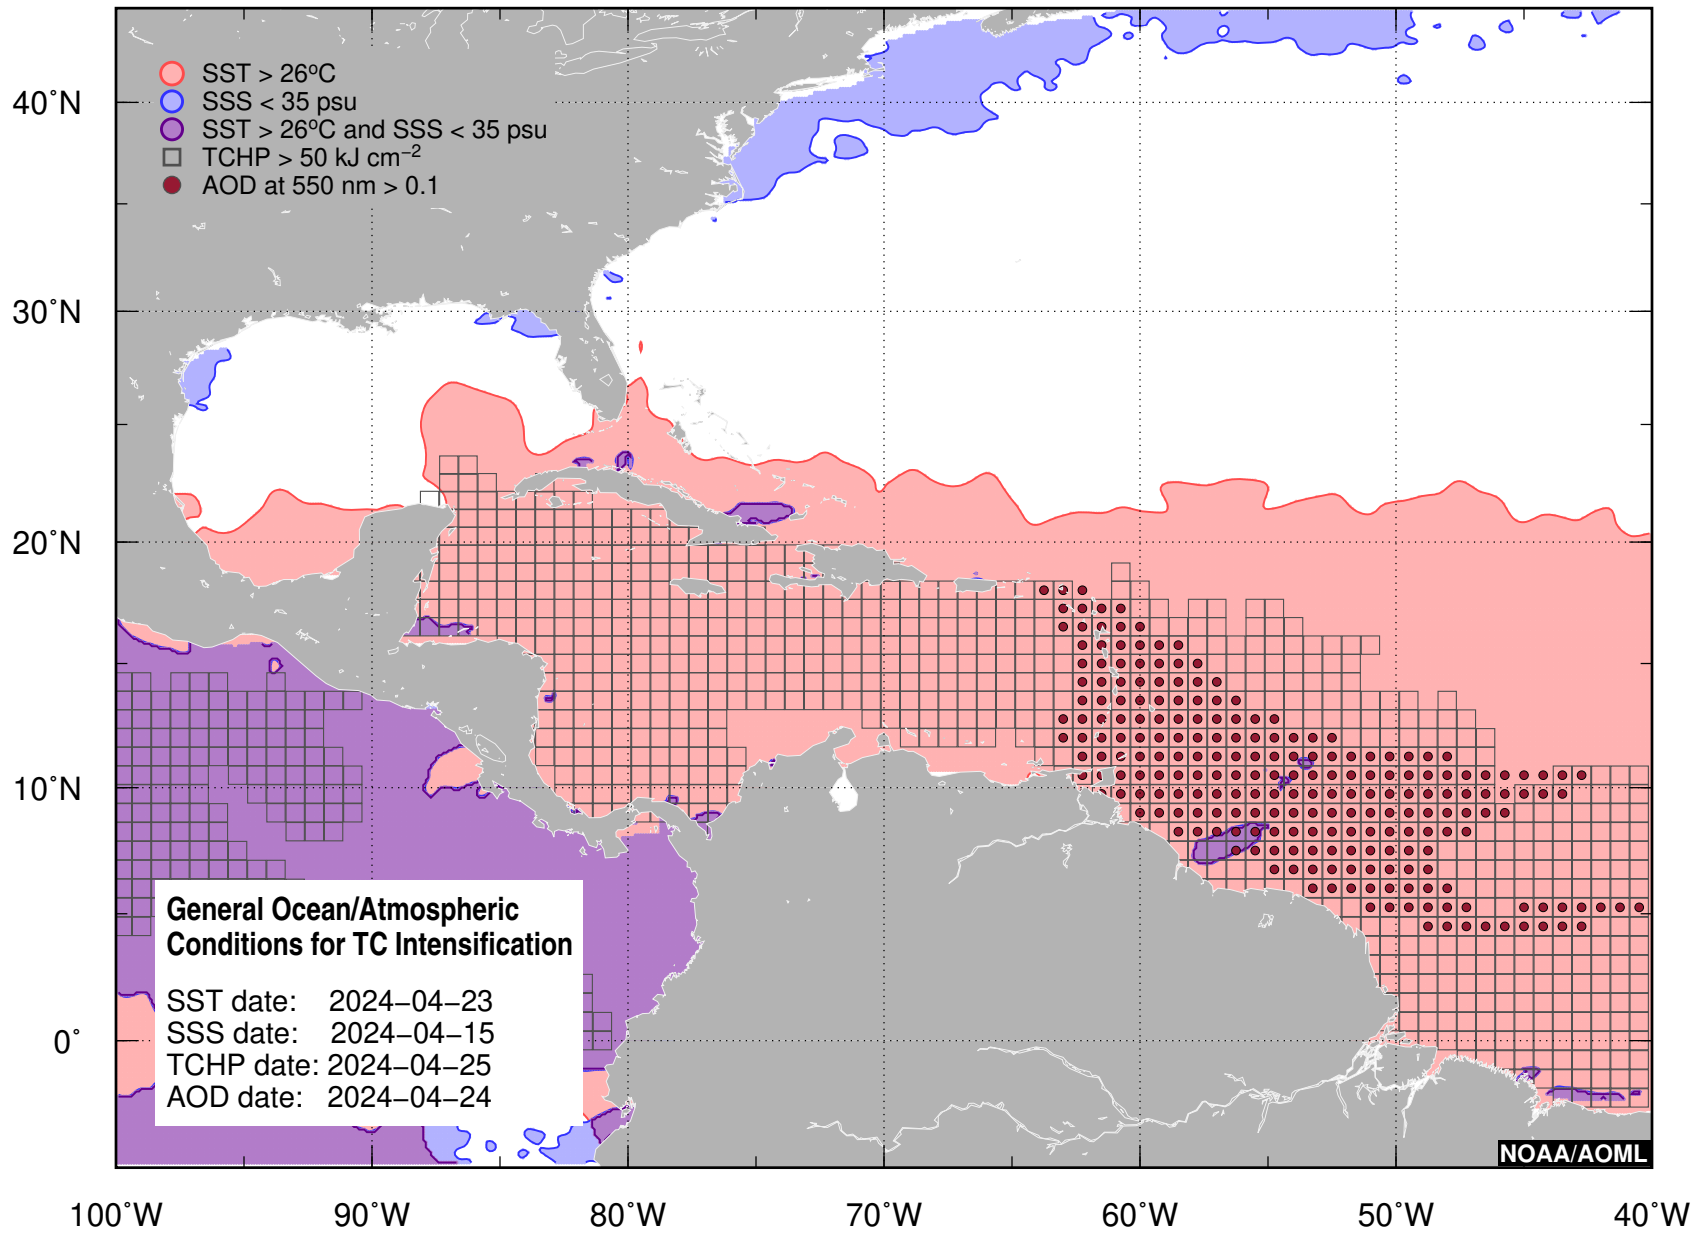 SST > 26°C
SSS < 35 psu
SST > 26°C and SSS < 35 psu
TCHP > 50 kJ cm⁻²
AOD at 550 nm > 0.1
40°N
30°N
20°N
10°N
0°
General Ocean/Atmospheric
Conditions for TC Intensification
SST date: 2024−04−23
SSS date: 2024−04−15
TCHP date: 2024−04−25
AOD date: 2024−04−24
NOAA/AOML
100°W 90°W 80°W 70°W 60°W 50°W 40°W